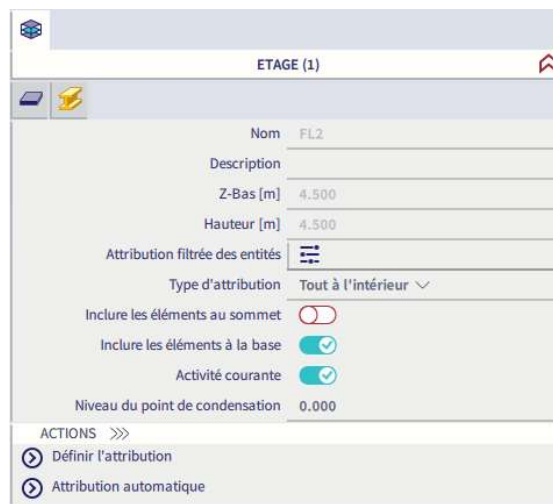 ETAGE (1)
Nom FL2
Description
Z-Bas [m] 4.500
Hauteur [m] 4.500
Attribution filtrée des entités
Type d'attribution Tout à l'intérieur
Inclure les éléments au sommet
Inclure les éléments à la base
Activité courante
Niveau du point de condensation 0.000
ACTIONS >>>
Définir l'attribution
Attribution automatique